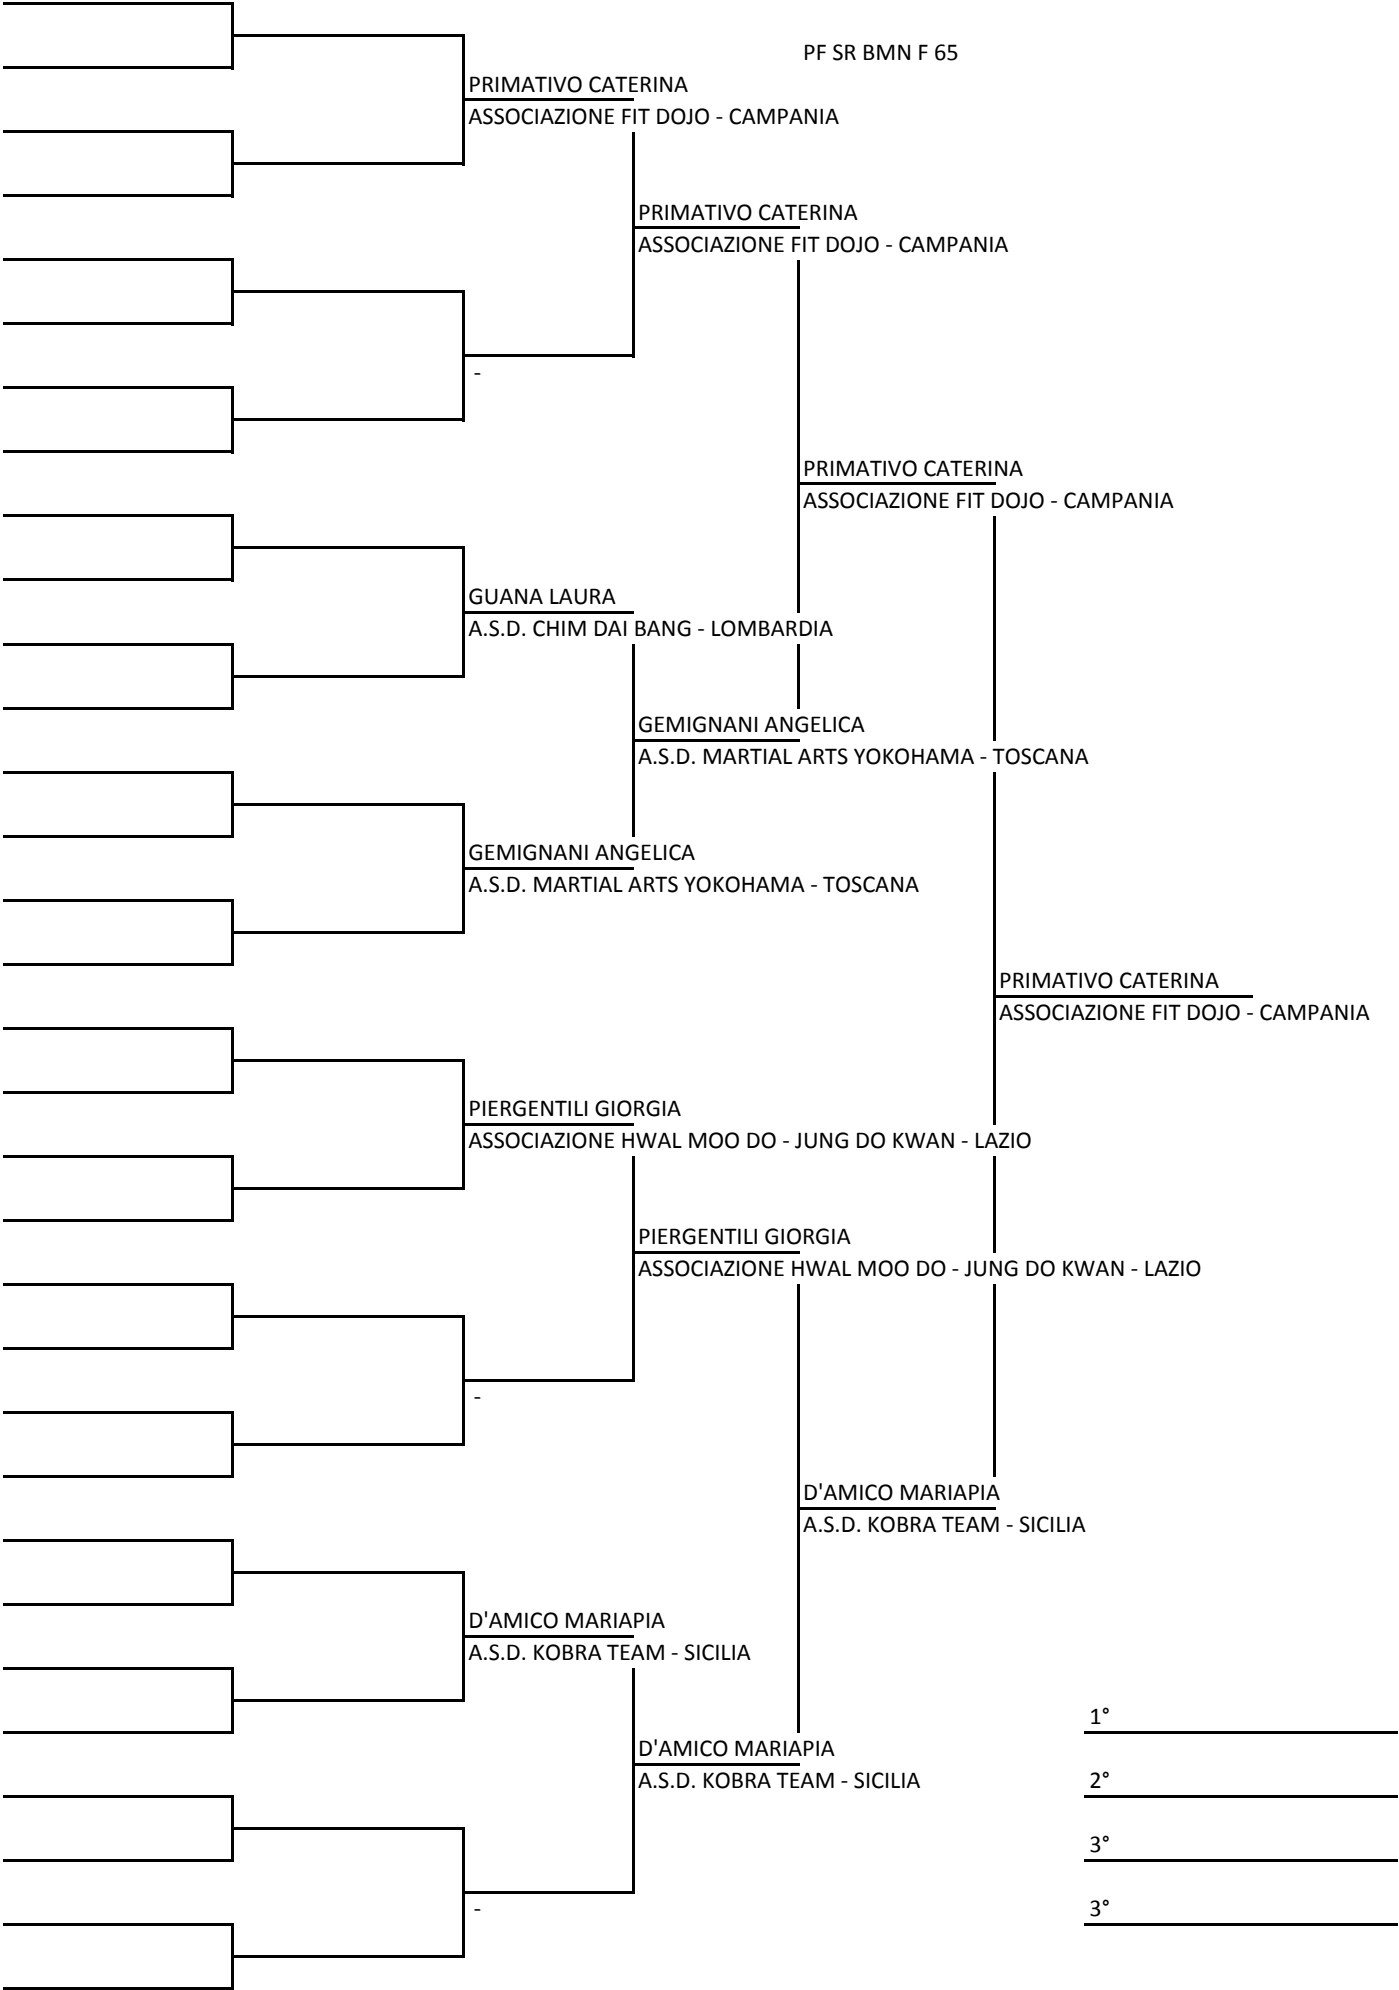 PF SR BMN F 65
PRIMATIVO CATERINA
ASSOCIAZIONE FIT DOJO - CAMPANIA
PRIMATIVO CATERINA
ASSOCIAZIONE FIT DOJO - CAMPANIA
-
PRIMATIVO CATERINA
ASSOCIAZIONE FIT DOJO - CAMPANIA
GUANA LAURA
A.S.D. CHIM DAI BANG - LOMBARDIA
GEMIGNANI ANGELICA
A.S.D. MARTIAL ARTS YOKOHAMA - TOSCANA
GEMIGNANI ANGELICA
A.S.D. MARTIAL ARTS YOKOHAMA - TOSCANA
PRIMATIVO CATERINA
ASSOCIAZIONE FIT DOJO - CAMPANIA
PIERGENTILI GIORGIA
ASSOCIAZIONE HWAL MOO DO - JUNG DO KWAN - LAZIO
PIERGENTILI GIORGIA
ASSOCIAZIONE HWAL MOO DO - JUNG DO KWAN - LAZIO
-
D'AMICO MARIAPIA
A.S.D. KOBRA TEAM - SICILIA
D'AMICO MARIAPIA
A.S.D. KOBRA TEAM - SICILIA
1°
D'AMICO MARIAPIA
A.S.D. KOBRA TEAM - SICILIA
2°
3°
-
3°